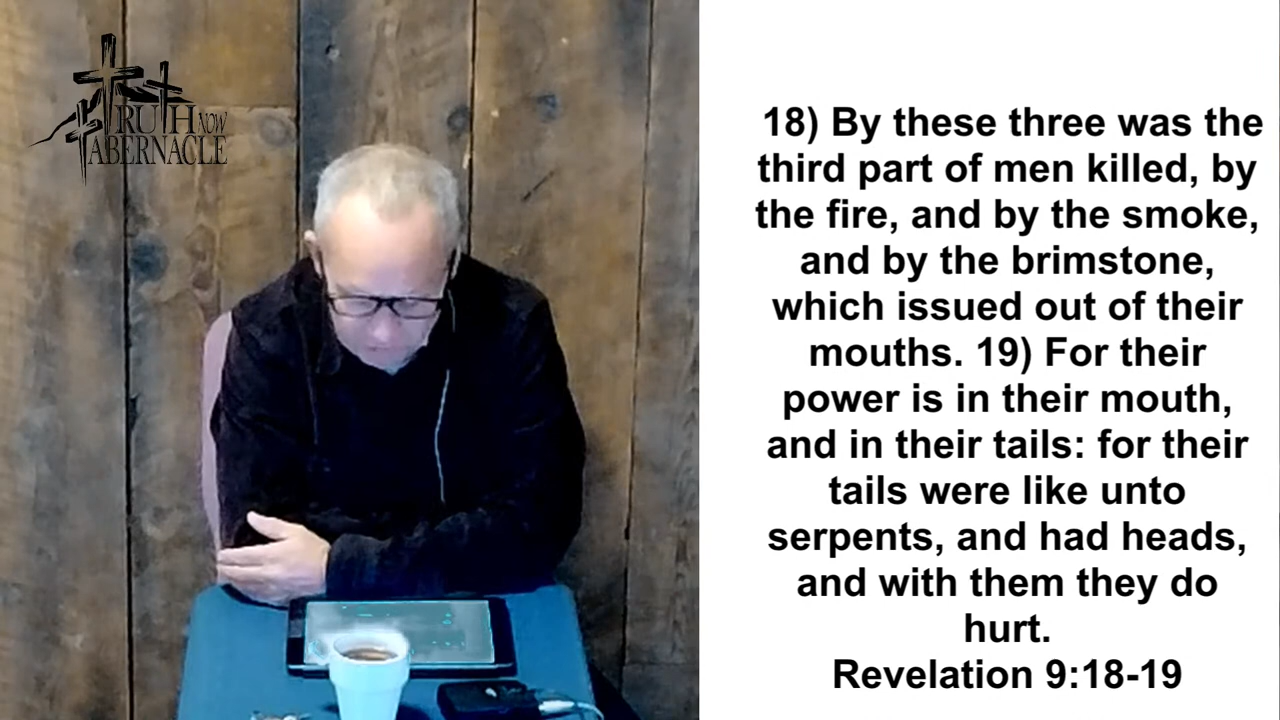 TRUTH NOW
TABERNACLE
18) By these three was the
third part of men killed, by
the fire, and by the smoke,
and by the brimstone,
which issued out of their
mouths. 19) For their
power is in their mouth,
and in their tails: for their
tails were like unto
serpents, and had heads,
and with them they do
hurt.
Revelation 9:18-19